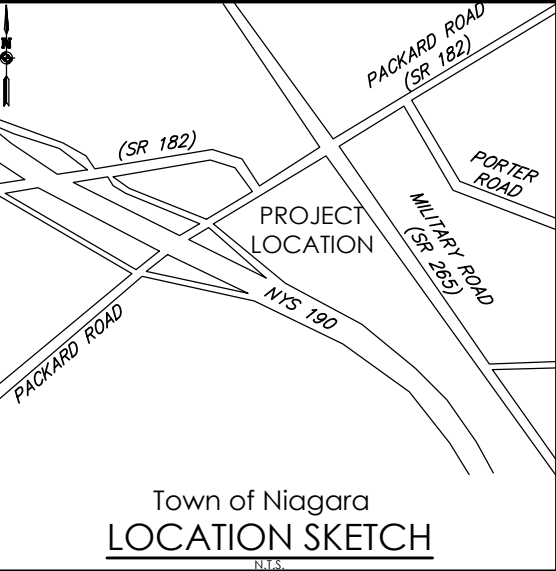 N
PACKARD ROAD
(SR 182)
(SR 182)
PORTER
ROAD
PROJECT
LOCATION
MILITARY ROAD
(SR 265)
NYS 190
PACKARD ROAD
Town of Niagara
LOCATION SKETCH
N.T.S.